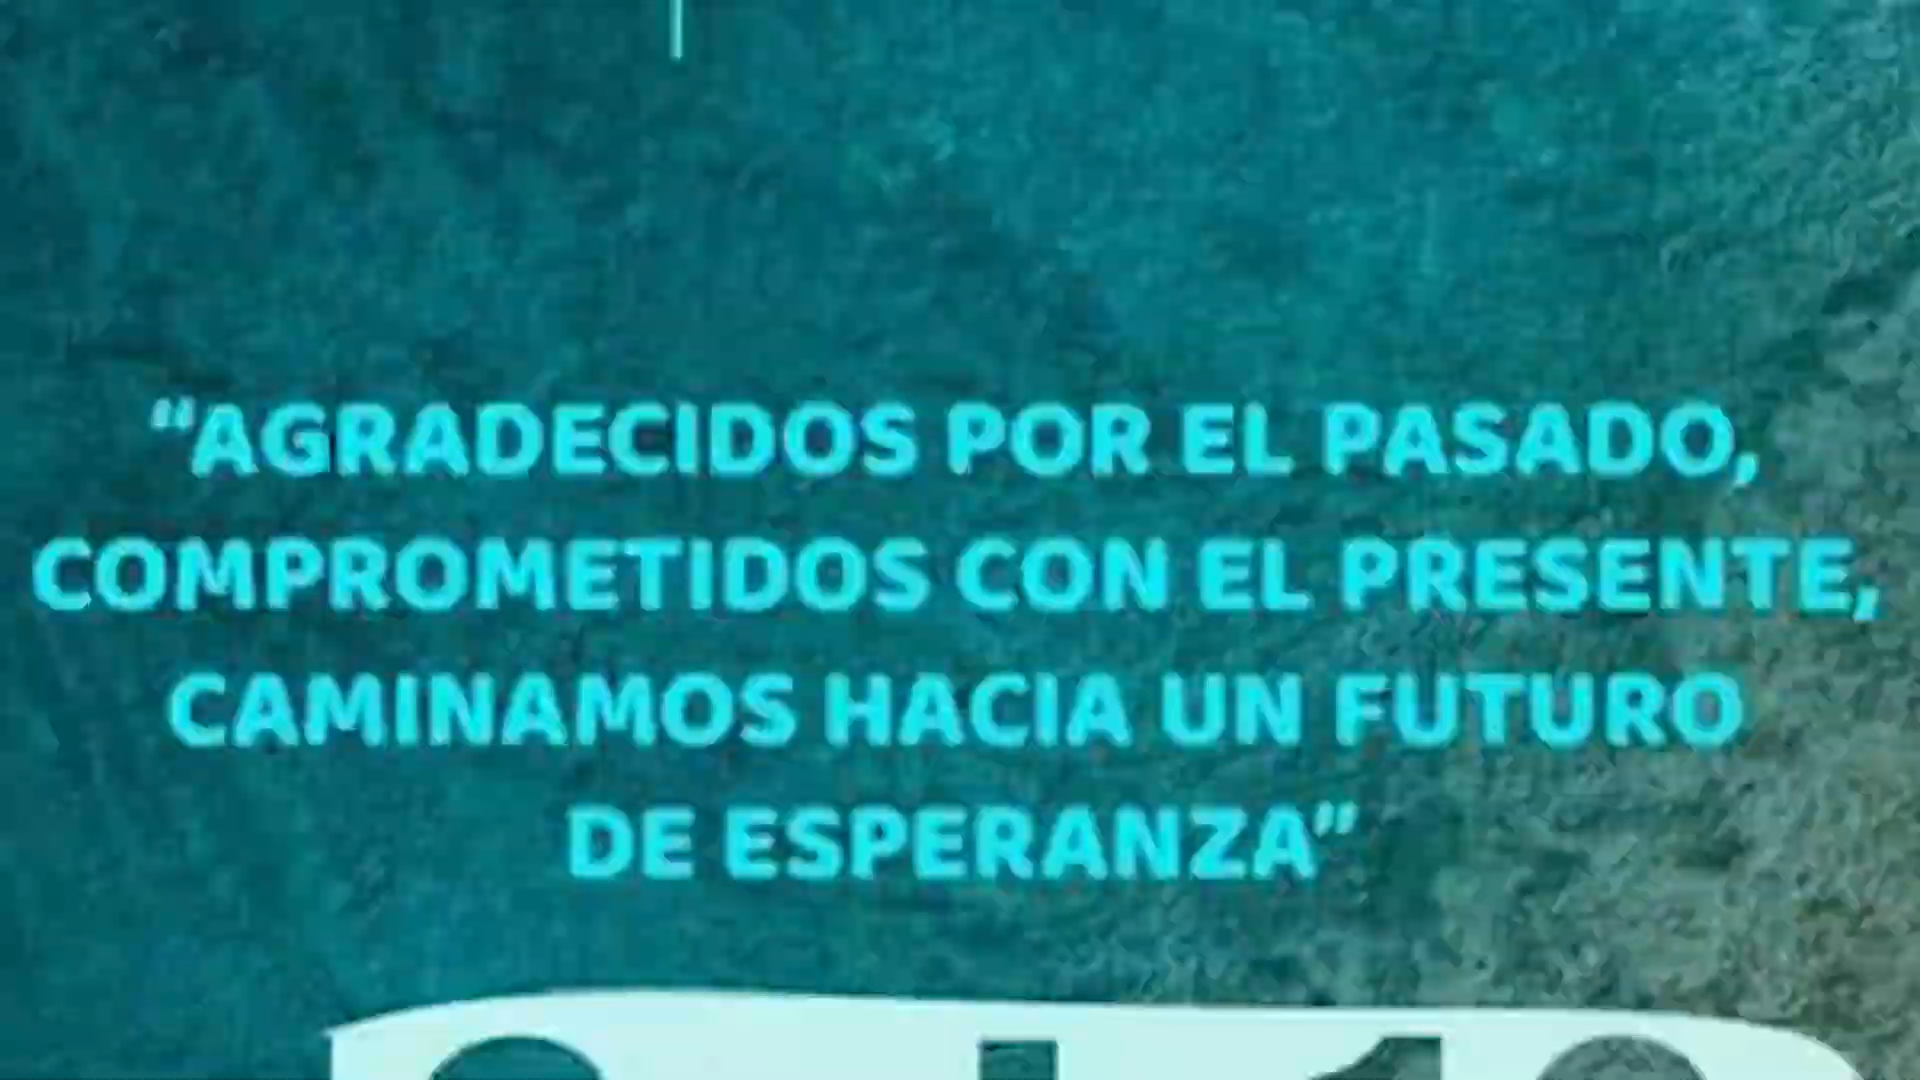 “AGRADECIDOS POR EL PASADO,
COMPROMETIDOS CON EL PRESENTE,
CAMINAMOS HACIA UN FUTURO
DE ESPERANZA”